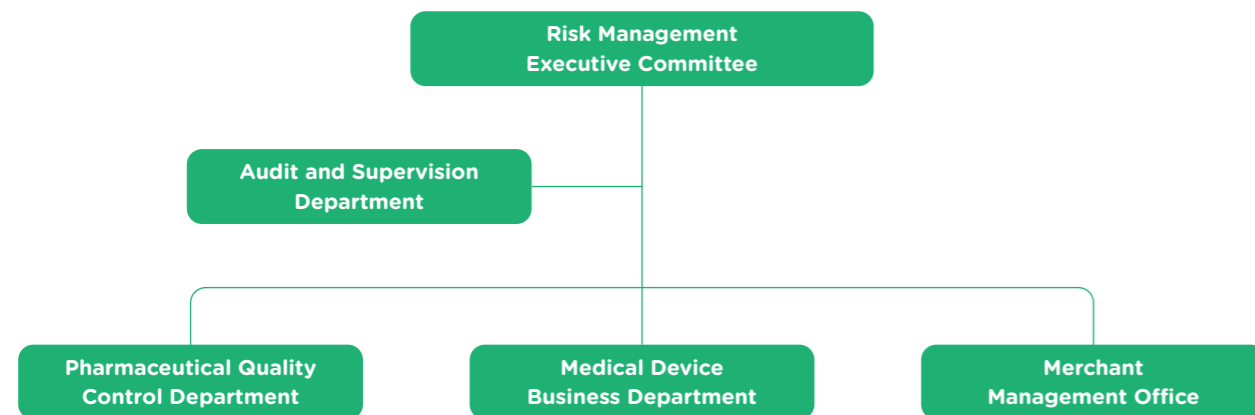 Risk Management
Executive Committee
Audit and Supervision
Department
Pharmaceutical Quality
Control Department
Medical Device
Business Department
Merchant
Management Office